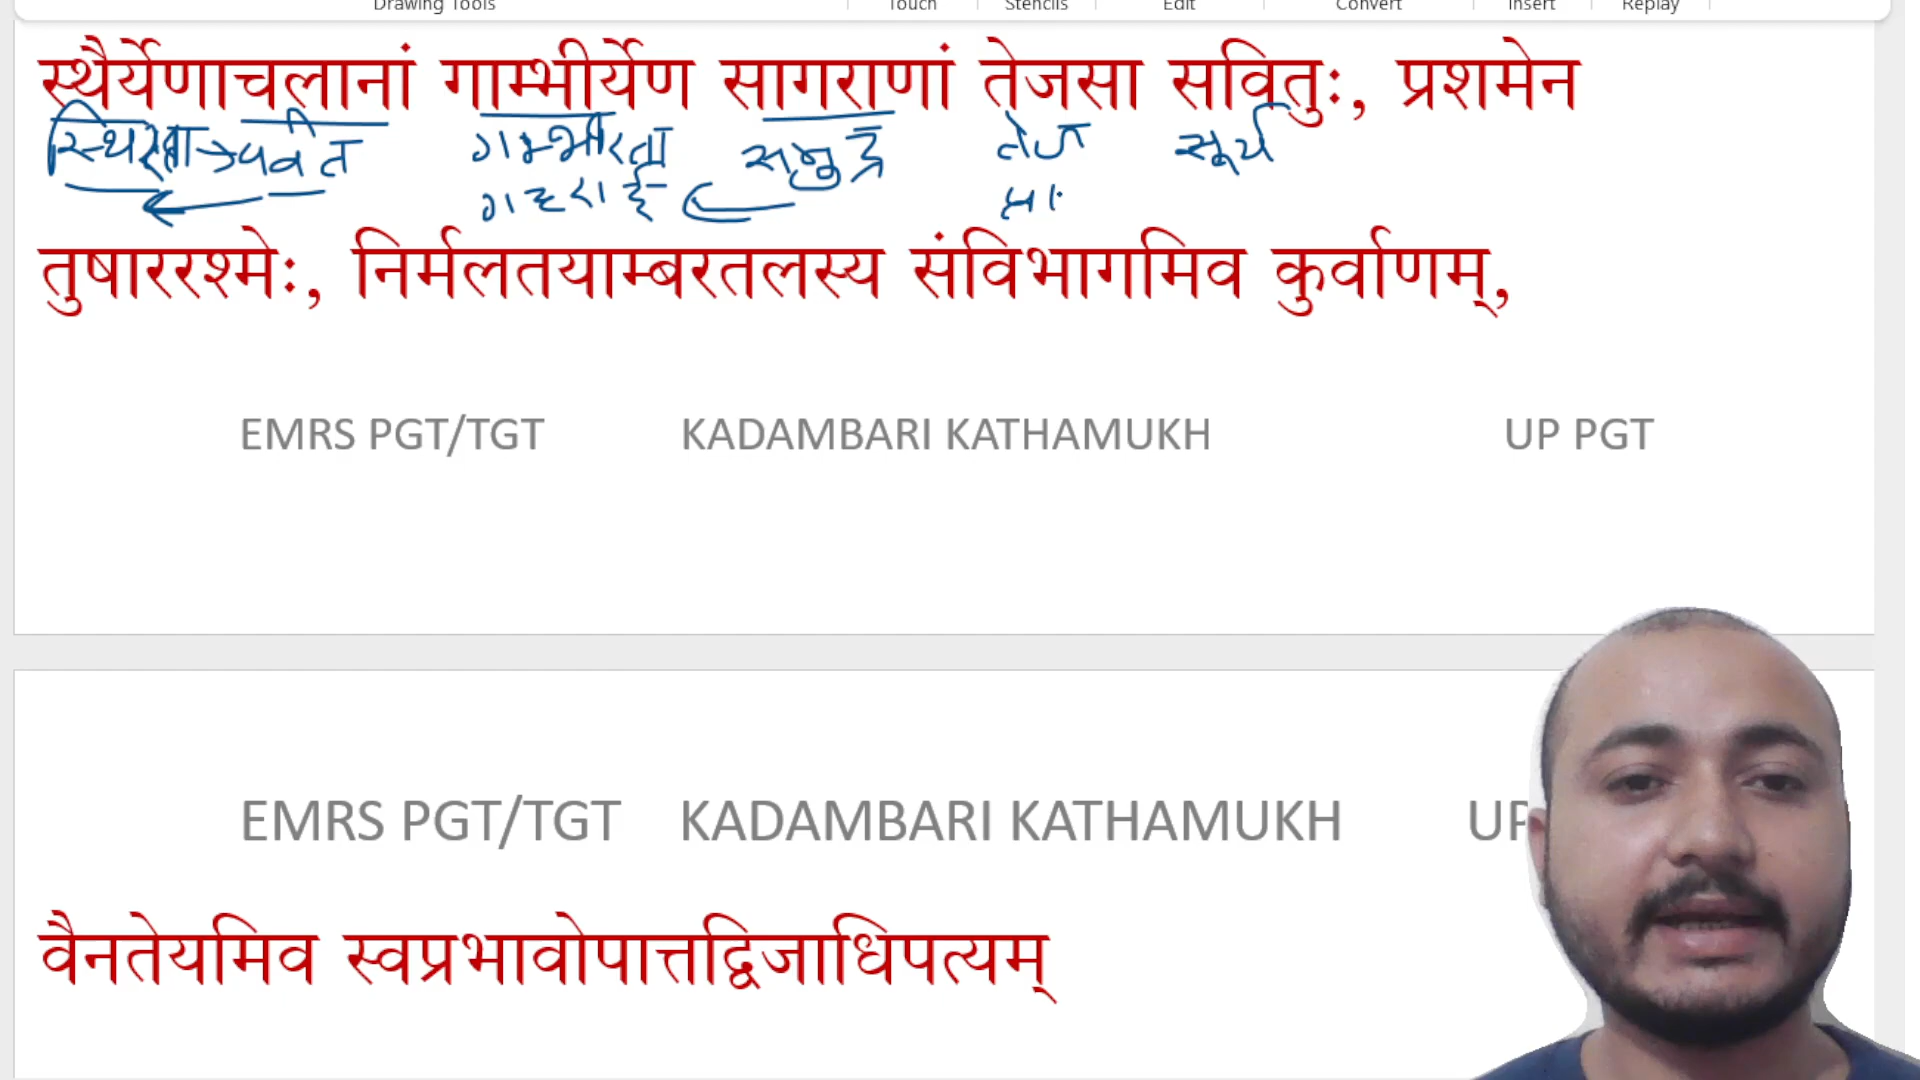 Drawing Tools Touch Stencils Edit Convert Insert Replay
स्थैर्येणाचलानां गाम्भीर्येण सागराणां तेजसा सवितुः, प्रशमेन
स्थिरता→पर्वत गम्भीरता समुद्र तेज सूर्य
गहराई
तुषाररश्मेः, निर्मलतयाम्बरतलस्य संविभागमिव कुर्वाणम्,
EMRS PGT/TGT KADAMBARI KATHAMUKH UP PGT
EMRS PGT/TGT KADAMBARI KATHAMUKH UP
वैनतेयमिव स्वप्रभावोपात्तद्विजाधिपत्यम्